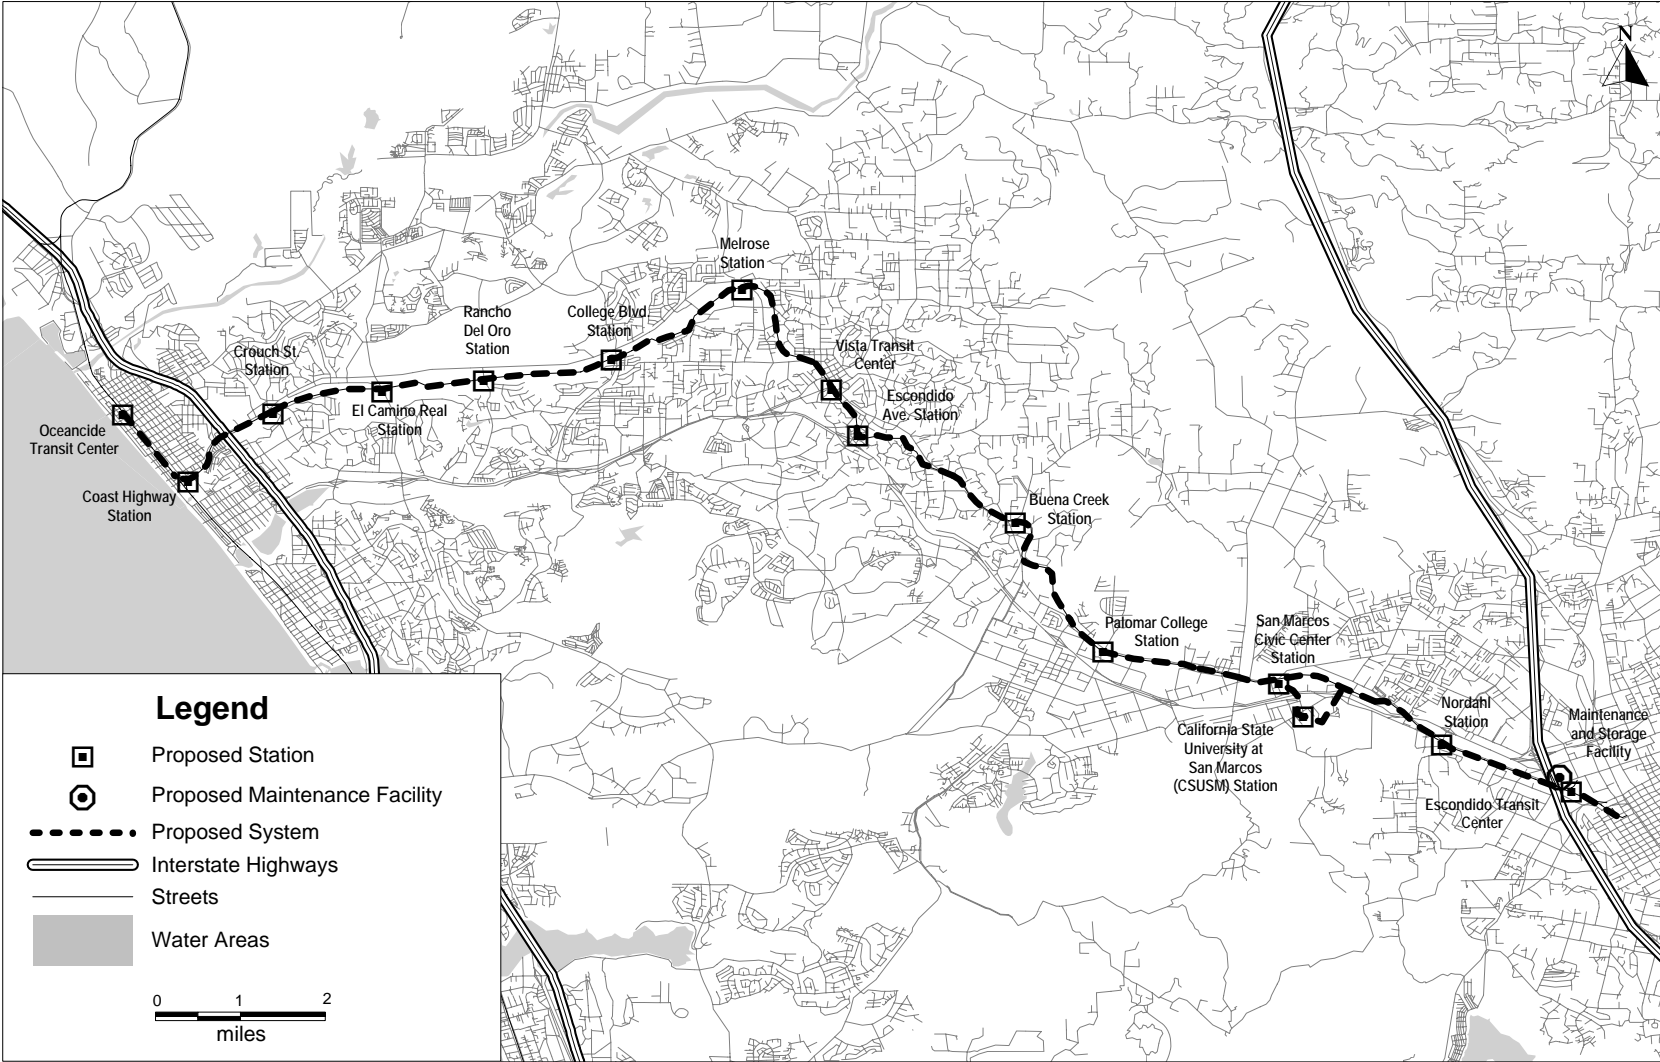 N
Melrose
Station
Rancho
Del Oro
Station
College Blvd.
Station
Crouch St.
Station
Vista Transit
Center
El Camino Real
Station
Escondido
Ave. Station
Oceancide
Transit Center
Coast Highway
Station
Buena Creek
Station
Palomar College
Station
San Marcos
Civic Center
Station
Nordahl
Station
Maintenance
and Storage
Facility
California State
University at
San Marcos
(CSUSM) Station
Escondido Transit
Center
Legend
Proposed Station
Proposed Maintenance Facility
Proposed System
Interstate Highways
Streets
Water Areas
0 1 2
miles